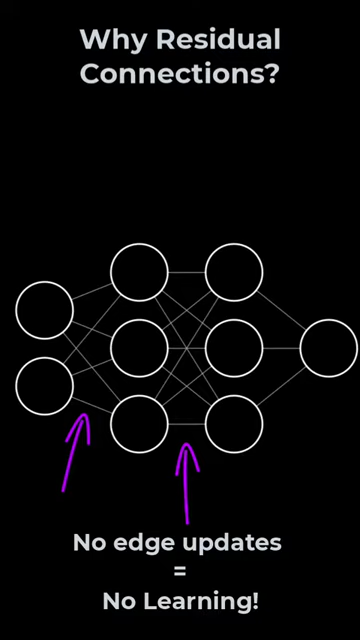 Why Residual
Connections?
No edge updates
=
No Learning!